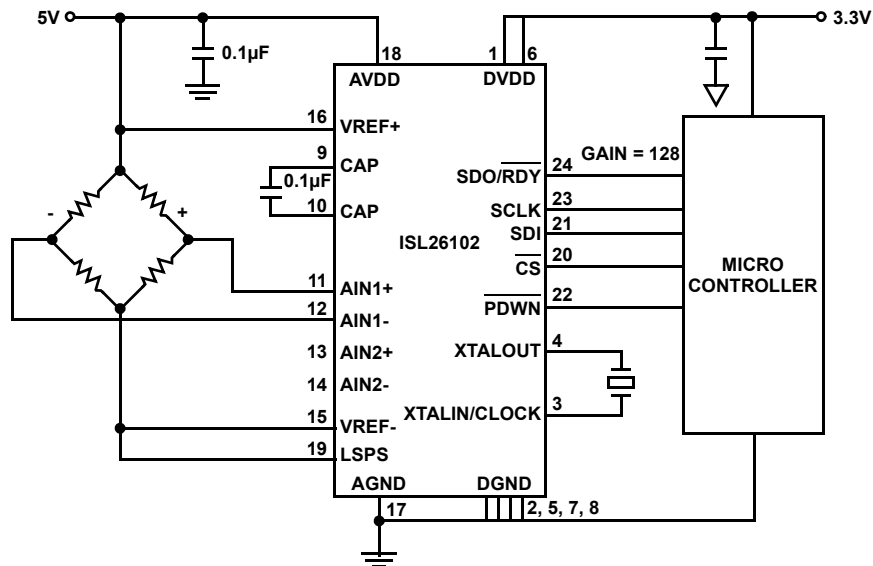 5V
3.3V
0.1µF
18
1
6
AVDD
DVDD
16
VREF+
9
CAP
0.1µF
10
CAP
24
GAIN = 128
SDO/RDY
23
SCLK
21
SDI
ISL26102
20
CS
MICRO
CONTROLLER
-
+
11
AIN1+
12
AIN1-
22
PDWN
13
AIN2+
4
XTALOUT
14
AIN2-
3
XTALIN/CLOCK
15
VREF-
19
LSPS
AGND
DGND
17
2, 5, 7, 8